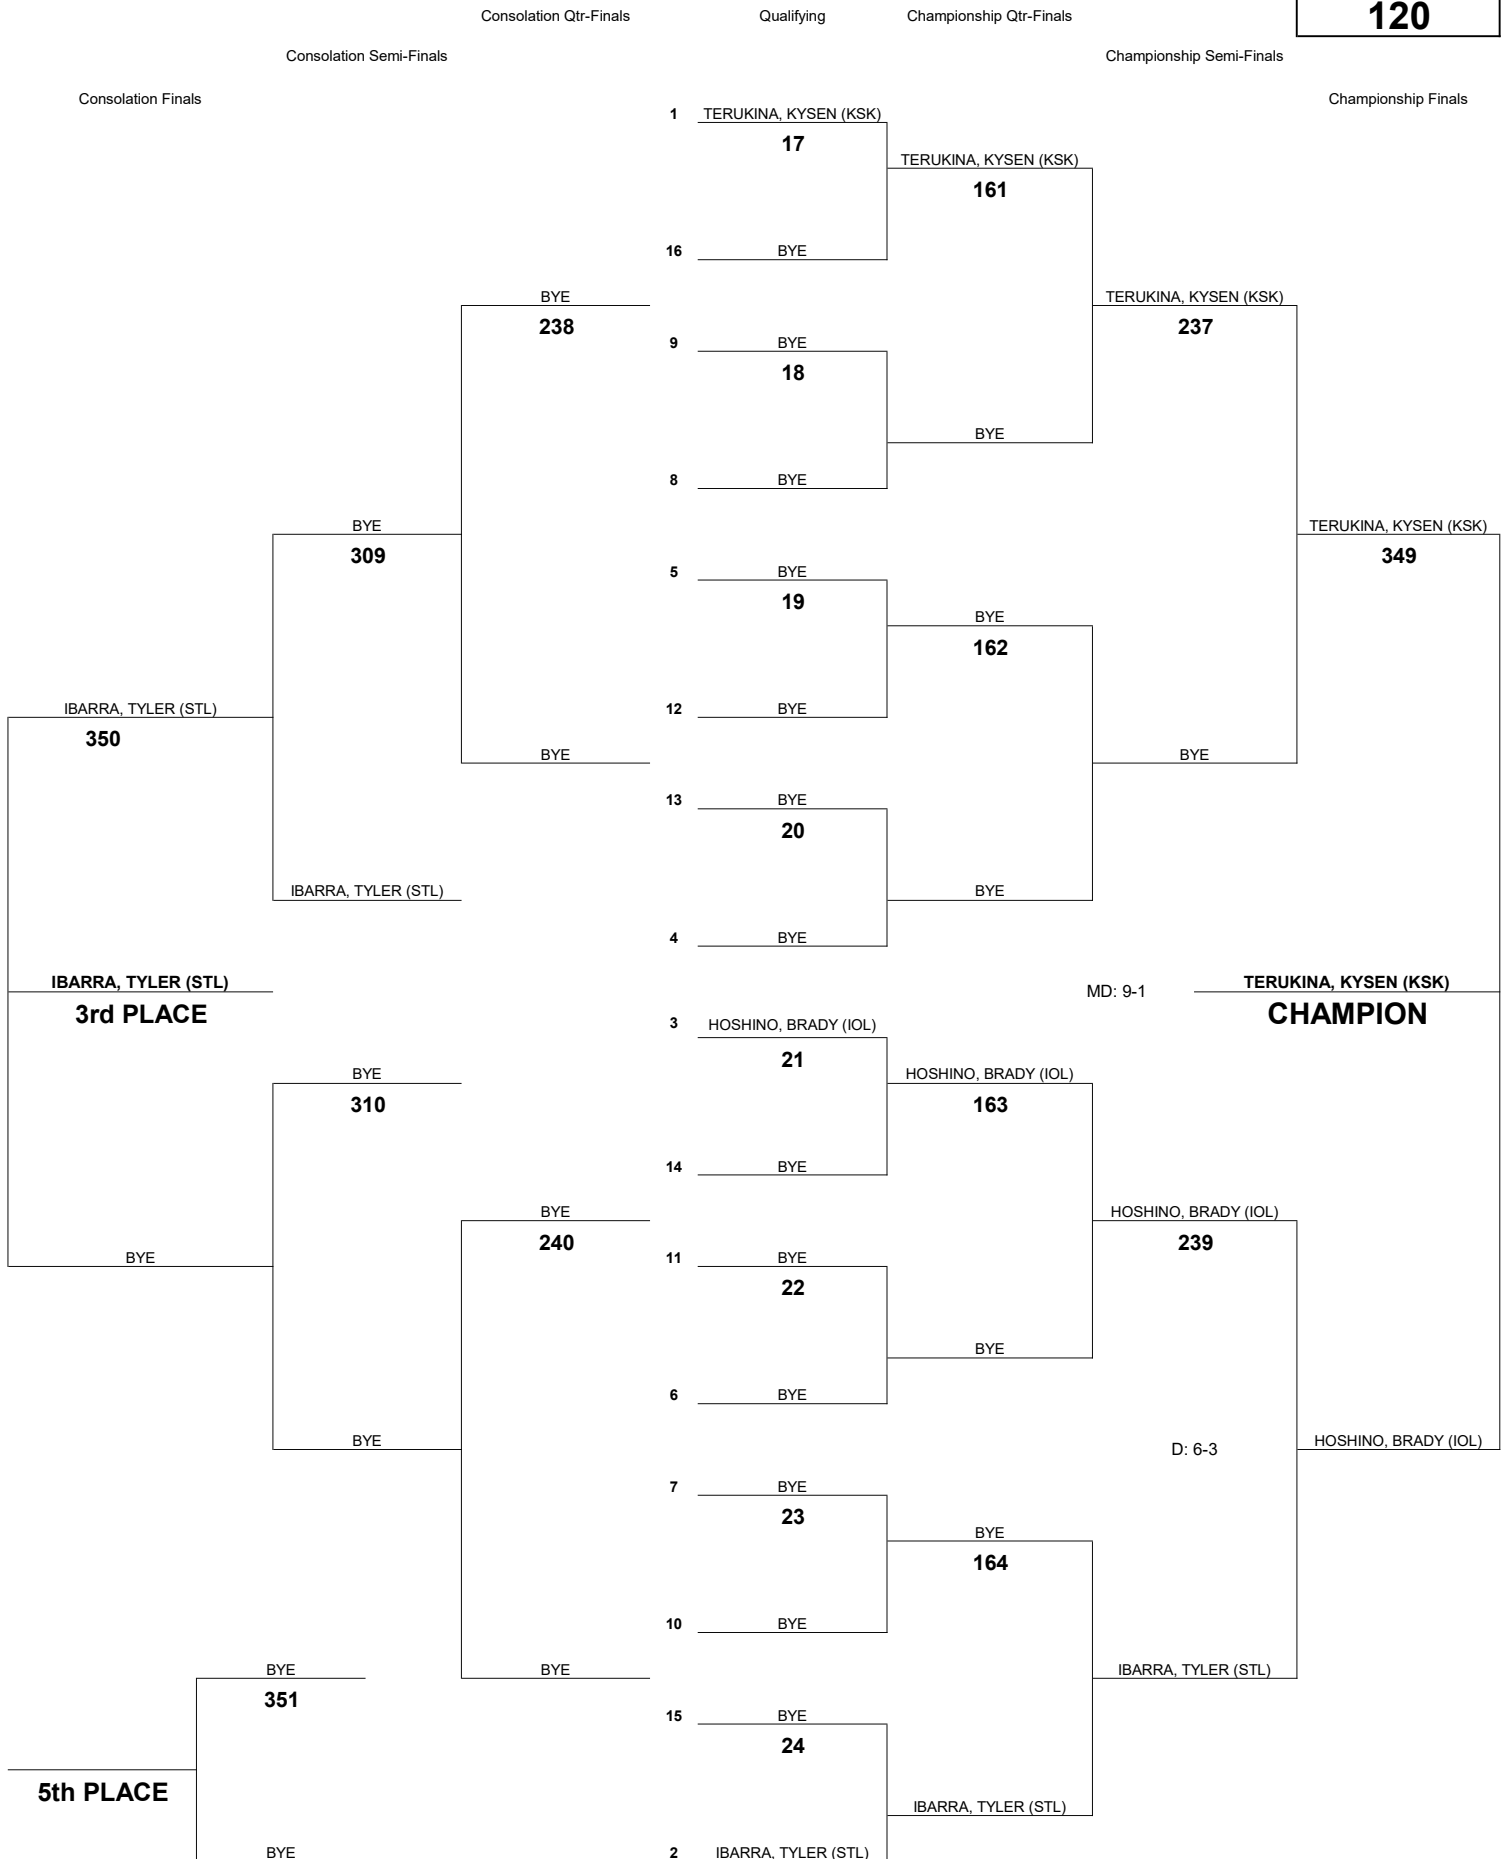 Consolation Qtr-Finals Qualifying Championship Qtr-Finals 120
Consolation Semi-Finals Championship Semi-Finals
Consolation Finals Championship Finals
1 TERUKINA, KYSEN (KSK)
17
TERUKINA, KYSEN (KSK)
161
16 BYE
BYE TERUKINA, KYSEN (KSK)
238 237
9 BYE
18
BYE
8 BYE
BYE TERUKINA, KYSEN (KSK)
309 349
5 BYE
19
BYE
162
IBARRA, TYLER (STL) 12 BYE
350
BYE BYE
13 BYE
20
IBARRA, TYLER (STL) BYE
4 BYE
IBARRA, TYLER (STL) MD: 9-1 TERUKINA, KYSEN (KSK)
3rd PLACE CHAMPION
3 HOSHINO, BRADY (IOL)
21
BYE HOSHINO, BRADY (IOL)
310 163
14 BYE
BYE HOSHINO, BRADY (IOL)
240 239
BYE 11 BYE
22
BYE
6 BYE
BYE D: 6-3 HOSHINO, BRADY (IOL)
7 BYE
23
BYE
164
10 BYE
BYE BYE IBARRA, TYLER (STL)
351
15 BYE
24
5th PLACE
IBARRA, TYLER (STL)
BYE 2 IBARRA, TYLER (STL)